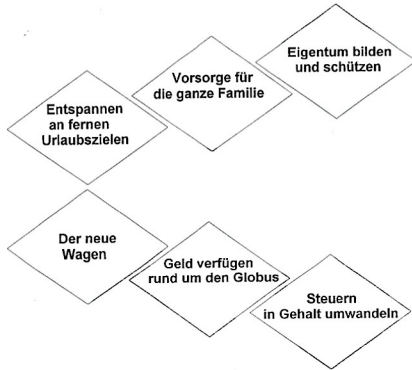 Eigentum bilden
und schützen
Vorsorge für
die ganze Familie
Entspannen
an fernen
Urlaubszielen
Der neue
Wagen
Geld verfügen
rund um den Globus
Steuern
in Gehalt umwandeln